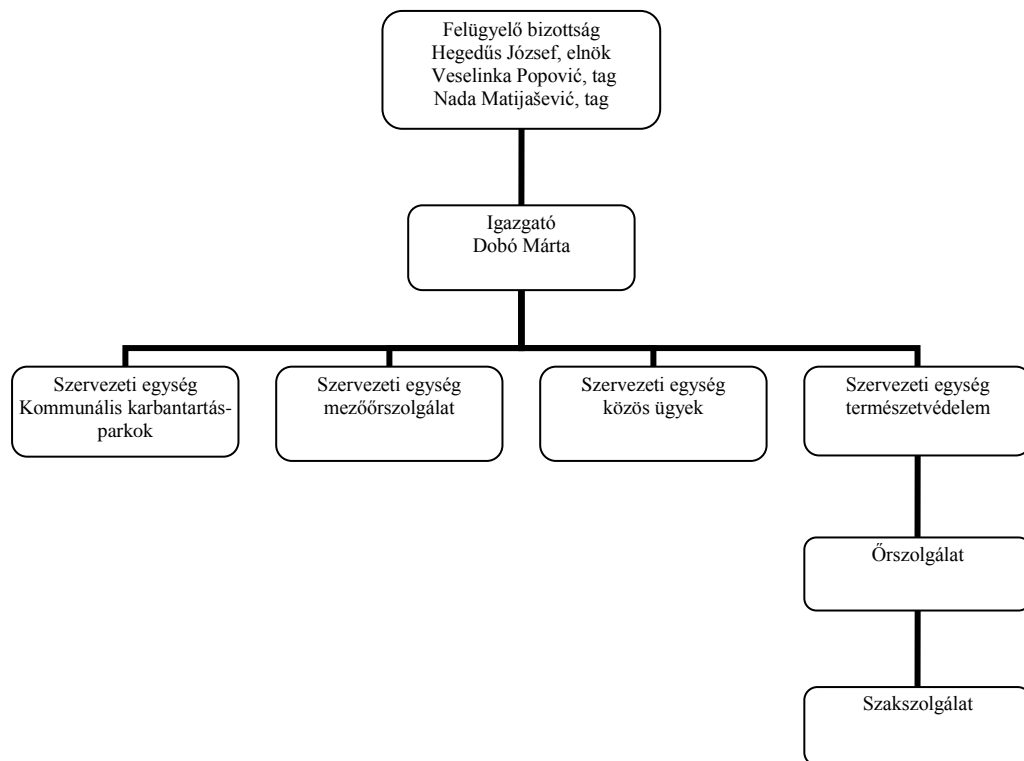 Felügyelő bizottság
Hegedűs József, elnök
Veselinka Popović, tag
Nada Matijašević, tag
Igazgató
Dobó Márta
Szervezeti egység
Kommunális karbantartás-
parkok
Szervezeti egység
mezőőrszolgálat
Szervezeti egység
közös ügyek
Szervezeti egység
természetvédelem
Őrszolgálat
Szakszolgálat